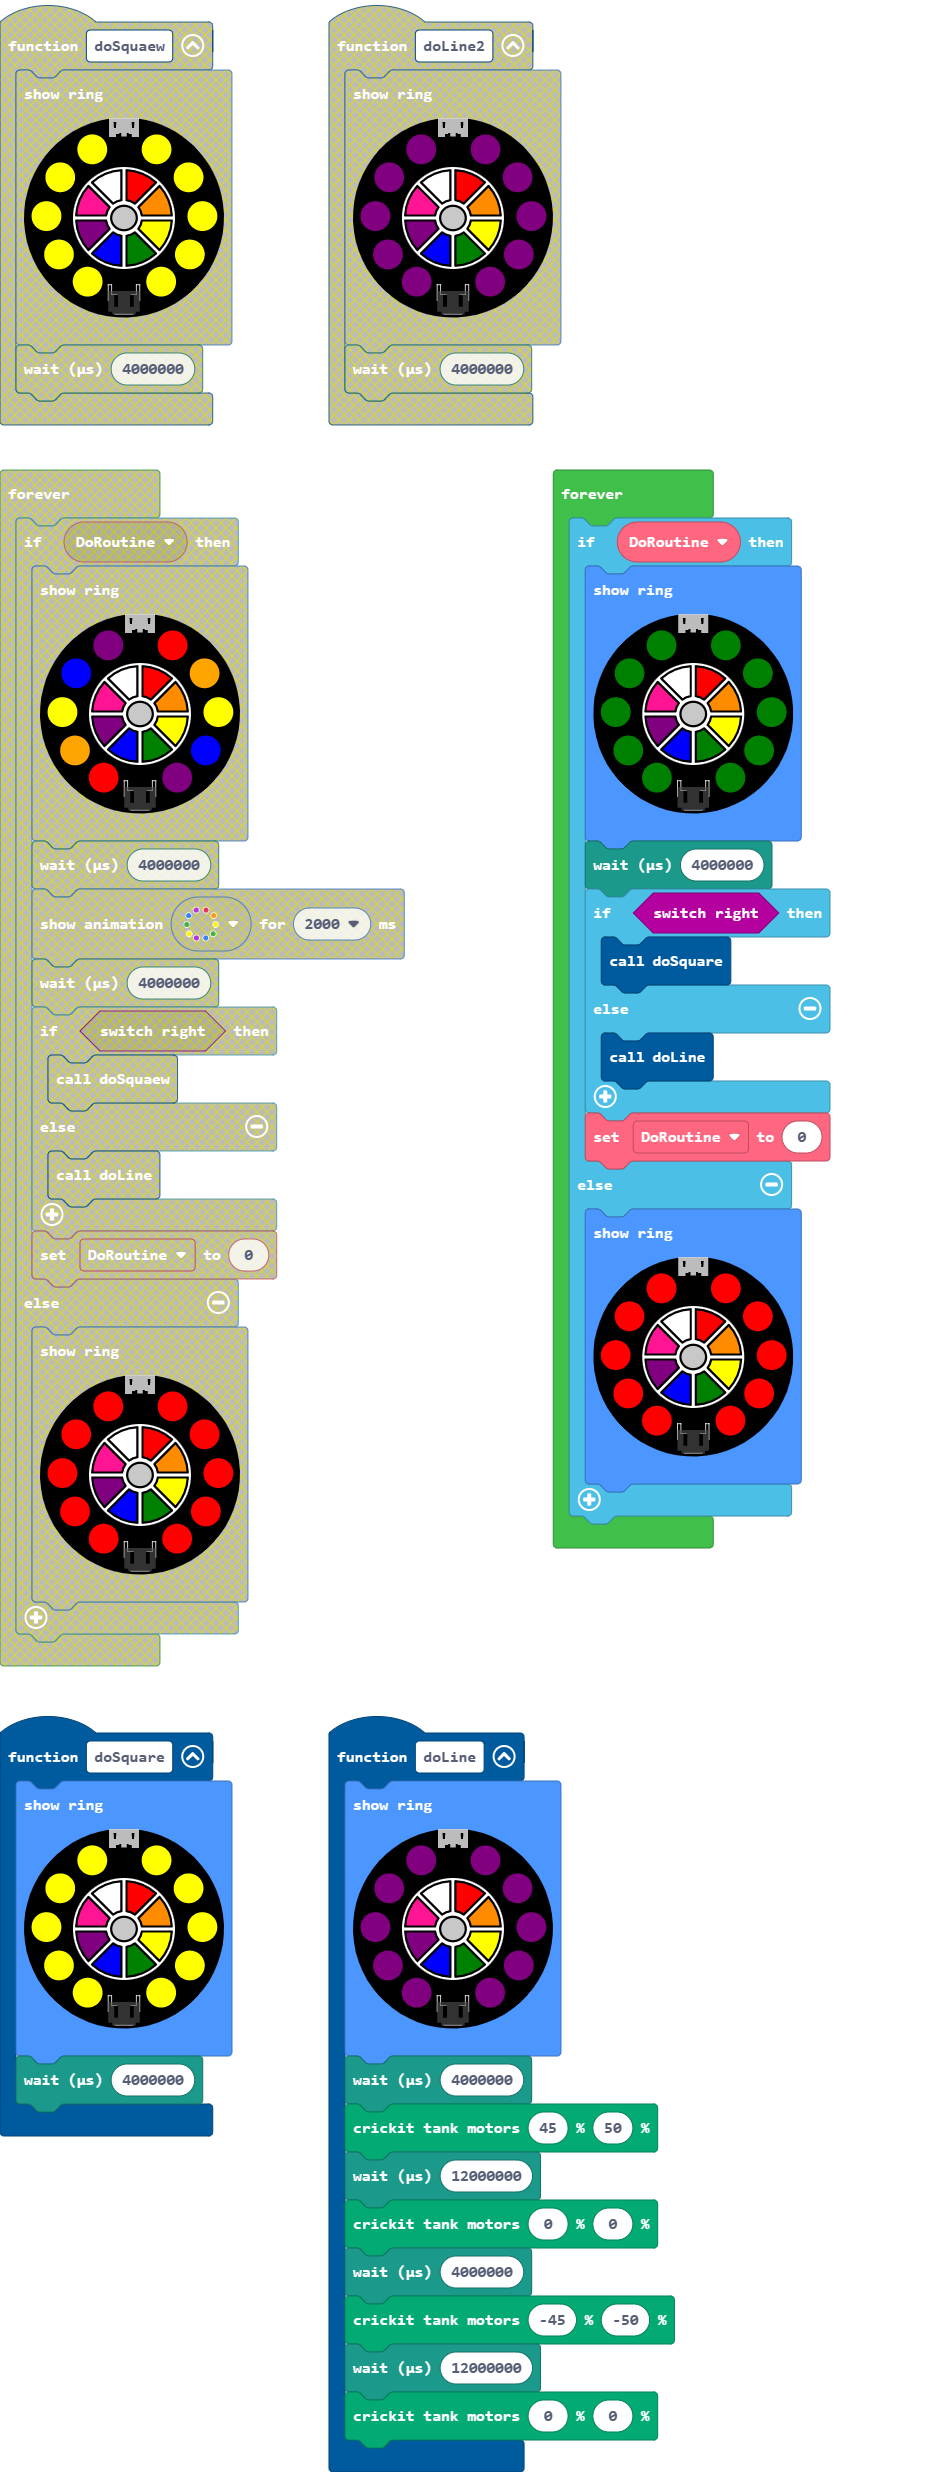 function doSquaew
show ring
wait (µs) 4000000
function doLine2
show ring
wait (µs) 4000000
forever
if DoRoutine then
show ring
wait (µs) 4000000
show animation for 2000 ms
wait (µs) 4000000
if switch right then
call doSquaew
else
call doLine
set DoRoutine to 0
else
show ring
forever
if DoRoutine then
show ring
wait (µs) 4000000
if switch right then
call doSquare
else
call doLine
set DoRoutine to 0
else
show ring
function doSquare
show ring
wait (µs) 4000000
function doLine
show ring
wait (µs) 4000000
crickit tank motors 45 % 50 %
wait (µs) 12000000
crickit tank motors 0 % 0 %
wait (µs) 4000000
crickit tank motors -45 % -50 %
wait (µs) 12000000
crickit tank motors 0 % 0 %